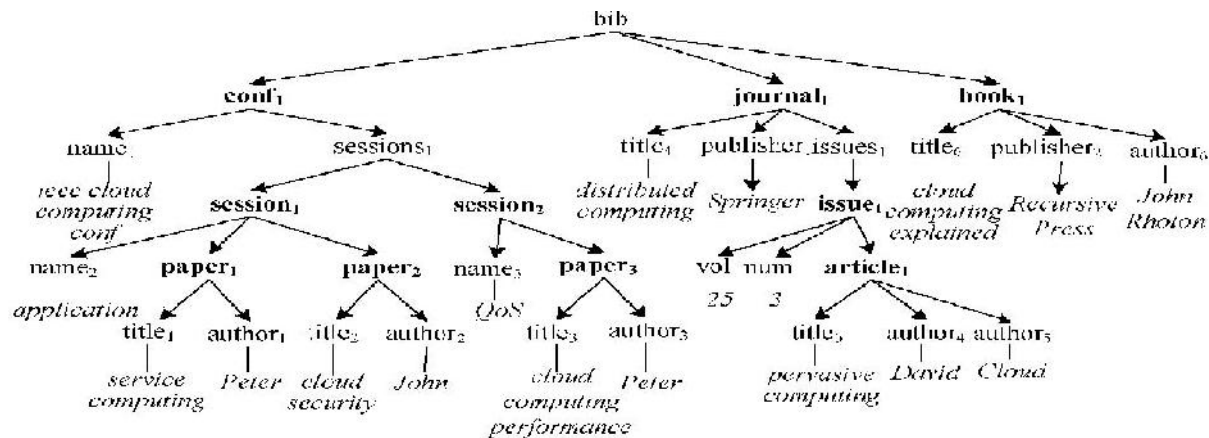 bib
conf₁ journal₁ book₁
name sessions₁ title₄ publisher issues₁ title₆ publisher₂ author₆
ieee cloud computing conf session₁ session₂ distributed computing Springer issue₁ cloud computing explained Recursive Press John Rhoton
name₂ paper₁ paper₂ name₃ paper₃ vol num article₁
application QoS 25 3
title₁ author₁ title₂ author₂ title₃ author₃ title₅ author₄ author₅
service computing Peter cloud security John cloud computing performance Peter pervasive computing David Cloud